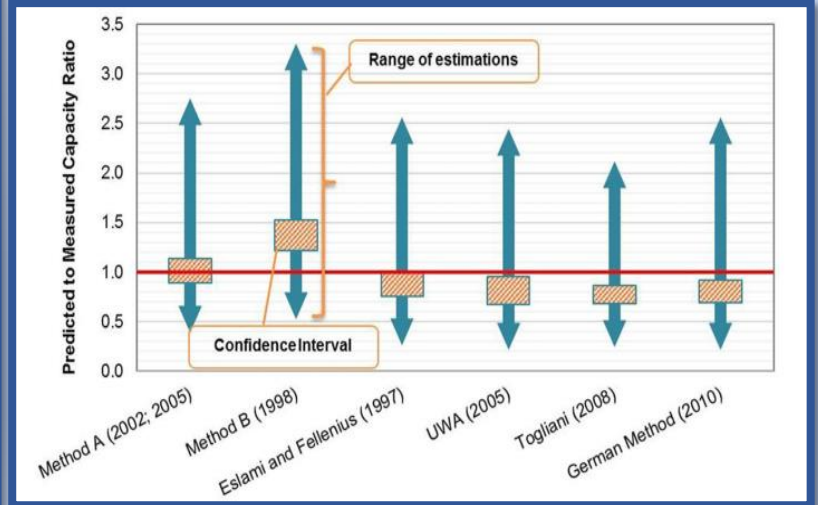 Predicted to Measured Capacity Ratio
3.5
3.0
2.5
2.0
1.5
1.0
0.5
0.0
Range of estimations
Confidence Interval
Method A (2002; 2005)
Method B (1998)
Eslami and Fellenius (1997)
UWA (2005)
Togliani (2008)
German Method (2010)